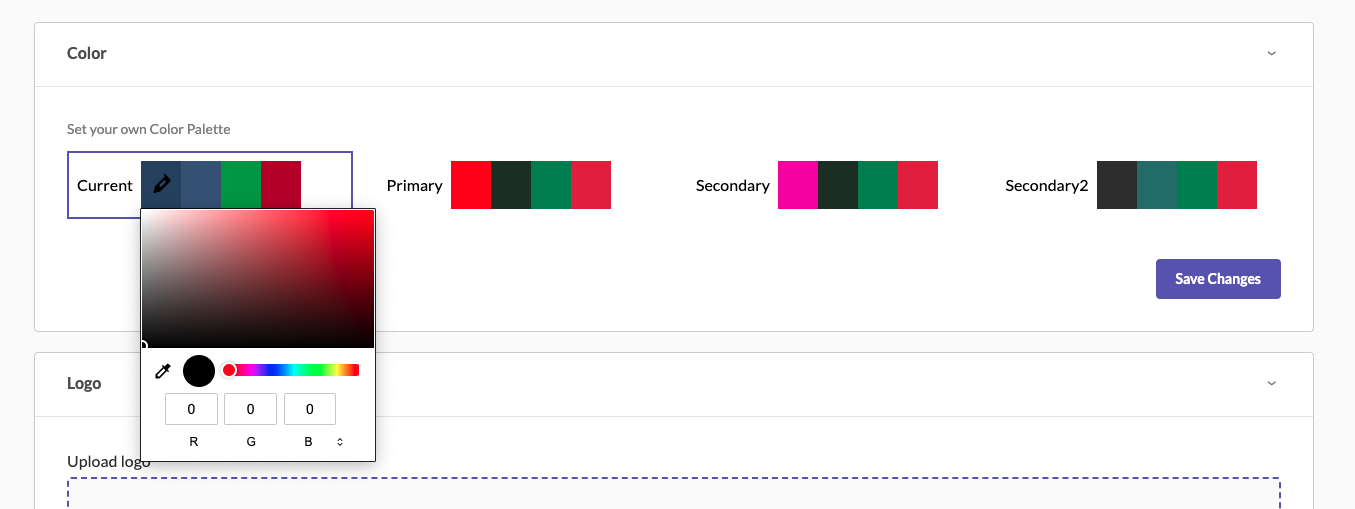 Color
Set your own Color Palette
Current
Primary
Secondary
Secondary2
Save Changes
Logo
0 0 0
R G B
Upload logo